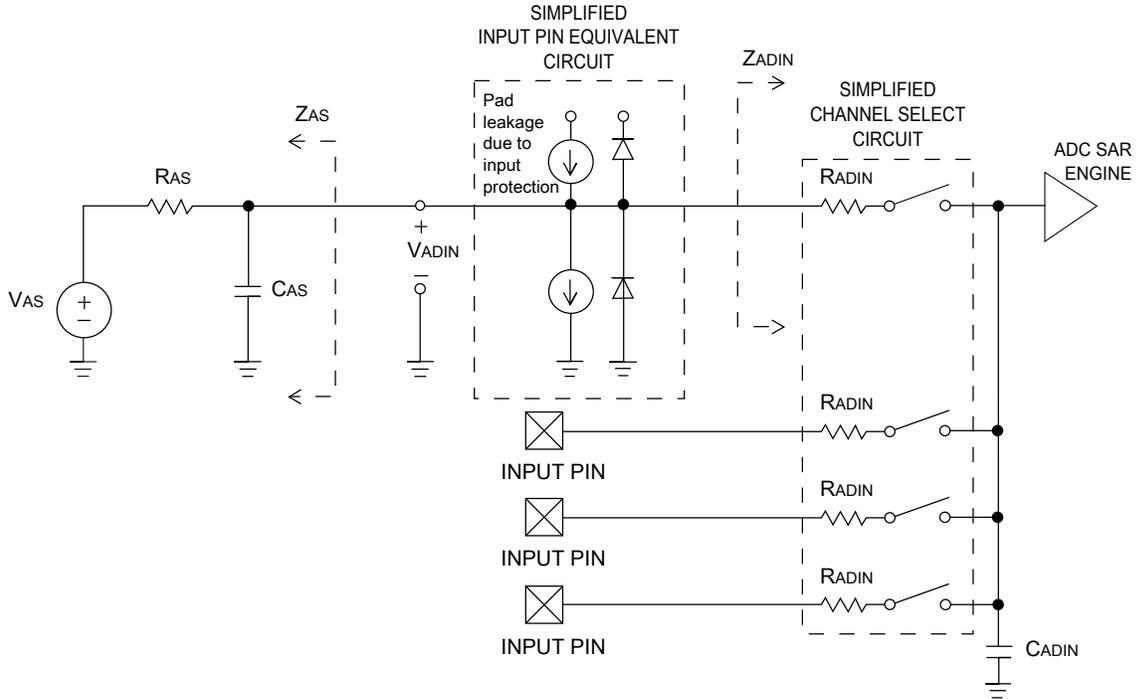 SIMPLIFIED
INPUT PIN EQUIVALENT
CIRCUIT
ZADIN
SIMPLIFIED
CHANNEL SELECT
CIRCUIT
Pad
leakage
due to
input
protection
ZAS
ADC SAR
ENGINE
RAS
RADIN
+
VADIN
–
CAS
VAS
+
–
RADIN
INPUT PIN
RADIN
INPUT PIN
RADIN
INPUT PIN
CADIN